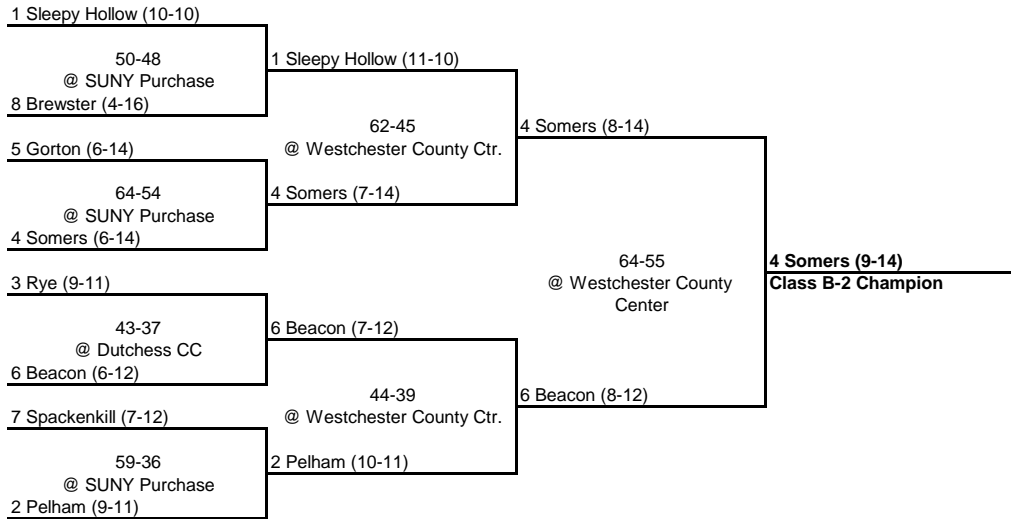 1 Sleepy Hollow (10-10)
50-48
@ SUNY Purchase
8 Brewster (4-16)
5 Gorton (6-14)
64-54
@ SUNY Purchase
4 Somers (6-14)
3 Rye (9-11)
43-37
@ Dutchess CC
6 Beacon (6-12)
7 Spackenkill (7-12)
59-36
@ SUNY Purchase
2 Pelham (9-11)
1 Sleepy Hollow (11-10)
62-45
@ Westchester County Ctr.
4 Somers (7-14)
6 Beacon (7-12)
44-39
@ Westchester County Ctr.
2 Pelham (10-11)
4 Somers (8-14)
64-55
@ Westchester County
Center
6 Beacon (8-12)
4 Somers (9-14)
Class B-2 Champion